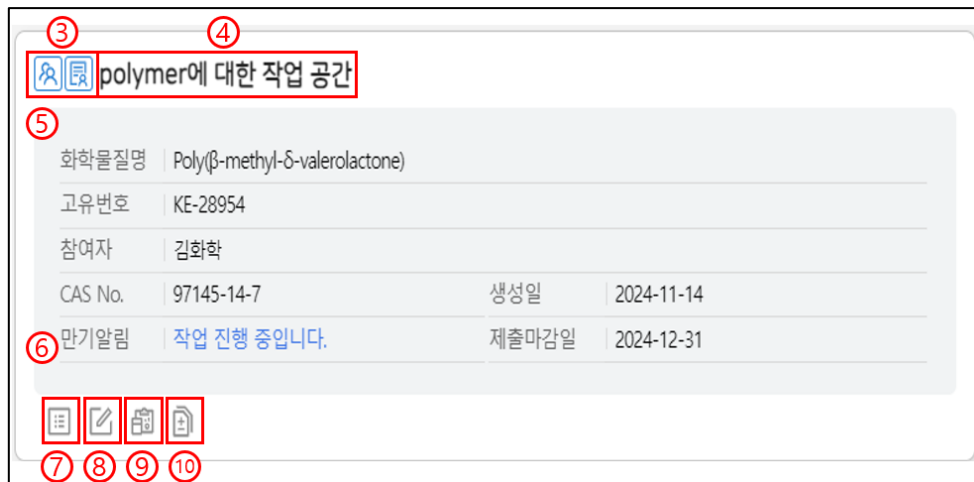 ③ ④
polymer에 대한 작업 공간
⑤
화학물질명 Poly(β-methyl-δ-valerolactone)
고유번호 KE-28954
참여자 김화학
CAS No. 97145-14-7 생성일 2024-11-14
⑥ 만기알림 작업 진행 중입니다. 제출마감일 2024-12-31
⑦ ⑧ ⑨ ⑩